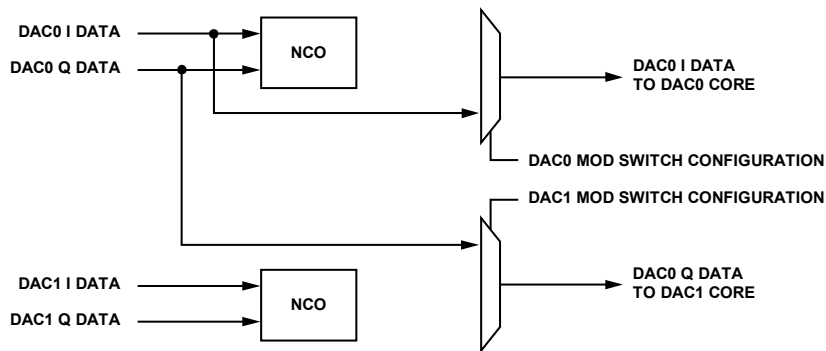 DAC0 I DATA
DAC0 Q DATA
NCO
DAC0 I DATA
TO DAC0 CORE
DAC0 MOD SWITCH CONFIGURATION
DAC1 MOD SWITCH CONFIGURATION
DAC1 I DATA
DAC1 Q DATA
NCO
DAC0 Q DATA
TO DAC1 CORE